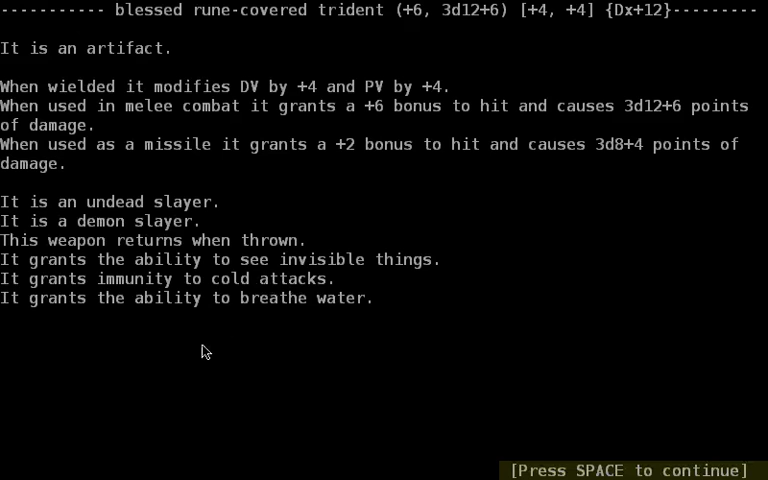 ----------- blessed rune-covered trident (+6, 3d12+6) [+4, +4] {Dx+12}---------
It is an artifact.
When wielded it modifies DV by +4 and PV by +4.
When used in melee combat it grants a +6 bonus to hit and causes 3d12+6 points
of damage.
When used as a missile it grants a +2 bonus to hit and causes 3d8+4 points of
damage.
It is an undead slayer.
It is a demon slayer.
This weapon returns when thrown.
It grants the ability to see invisible things.
It grants immunity to cold attacks.
It grants the ability to breathe water.
[Press SPACE to continue]